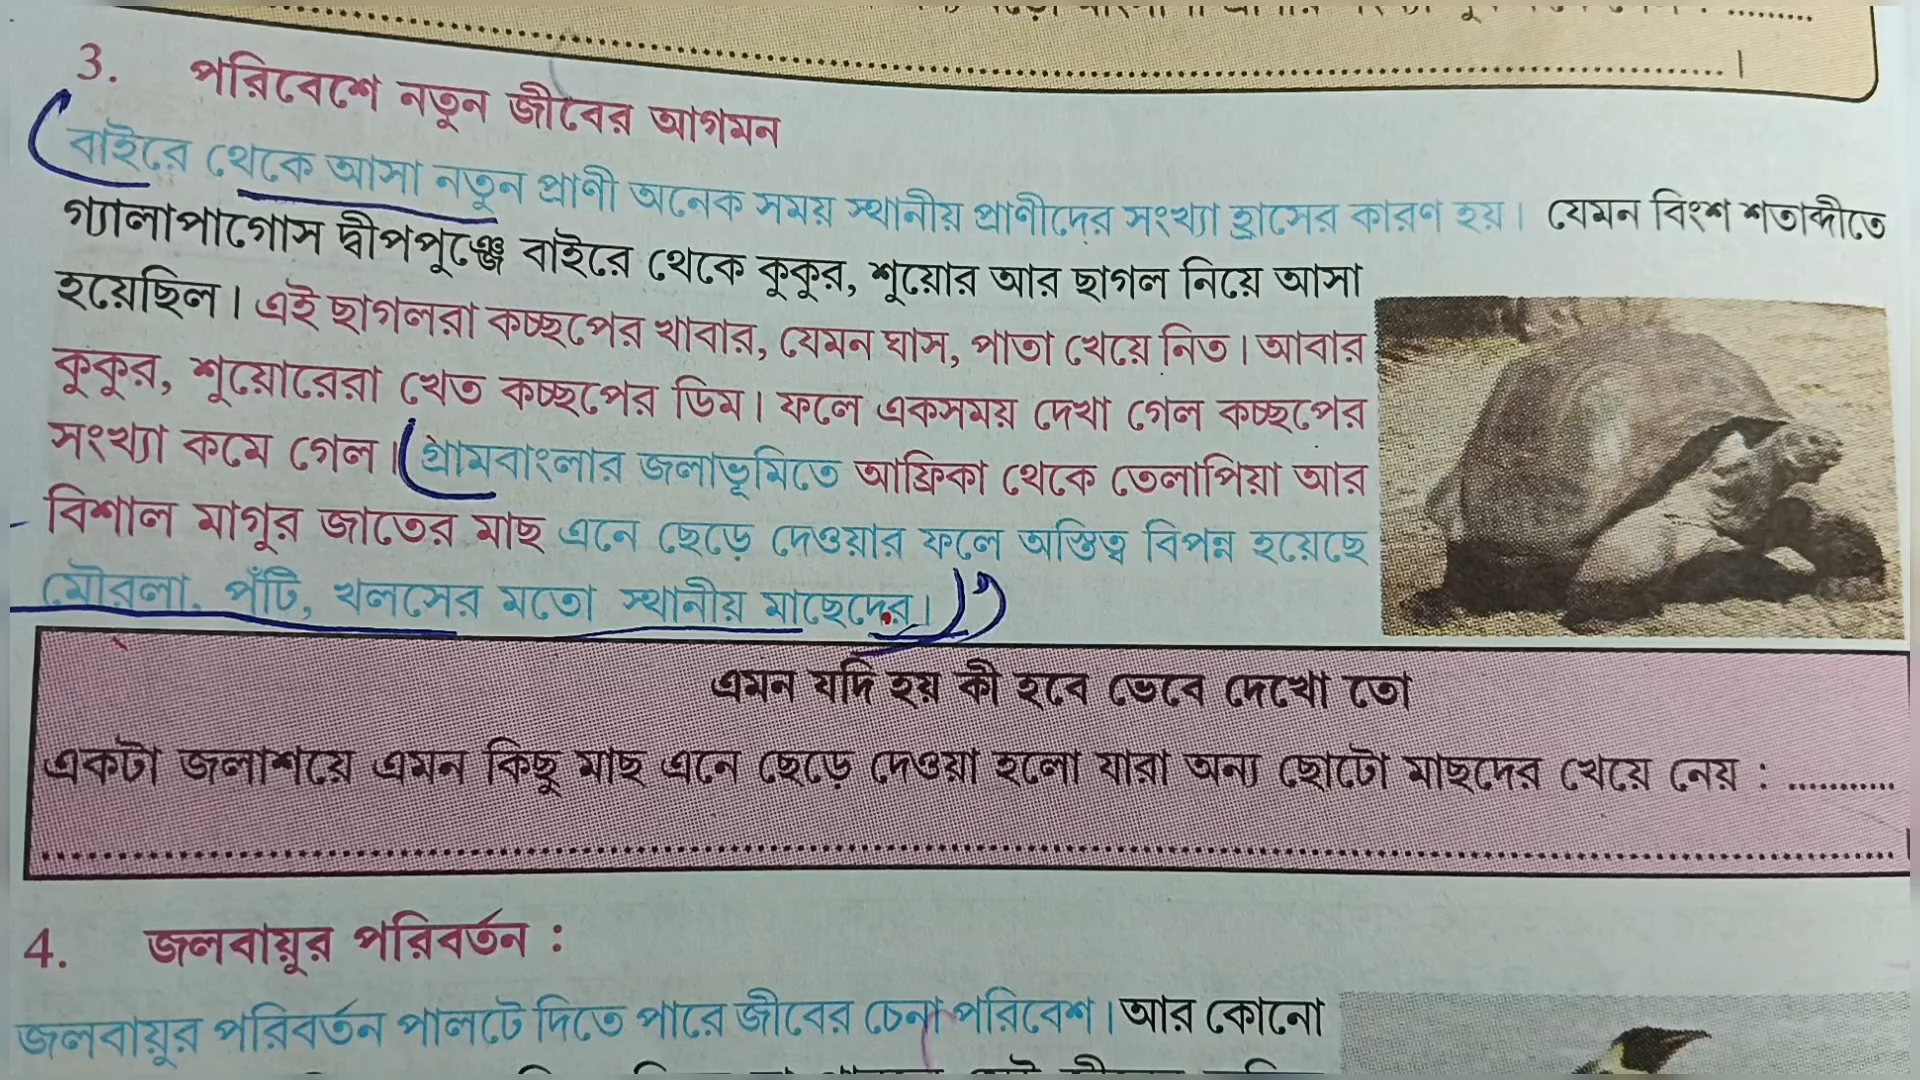 3. পরিবেশে নতুন জীবের আগমন
বাইরে থেকে আসা নতুন প্রাণী অনেক সময় স্থানীয় প্রাণীদের সংখ্যা হ্রাসের কারণ হয়। যেমন বিংশ শতাব্দীতে
গ্যালাপাগোস দ্বীপপুঞ্জে বাইরে থেকে কুকুর, শুয়োর আর ছাগল নিয়ে আসা
হয়েছিল। এই ছাগলরা কচ্ছপের খাবার, যেমন ঘাস, পাতা খেয়ে নিত। আবার
কুকুর, শুয়োরেরা খেত কচ্ছপের ডিম। ফলে একসময় দেখা গেল কচ্ছপের
সংখ্যা কমে গেল। গ্রামবাংলার জলাভূমিতে আফ্রিকা থেকে তেলাপিয়া আর
বিশাল মাগুর জাতের মাছ এনে ছেড়ে দেওয়ার ফলে অস্তিত্ব বিপন্ন হয়েছে
মৌরলা, পঁটি, খলসের মতো স্থানীয় মাছেদের।
এমন যদি হয় কী হবে ভেবে দেখো তো
একটা জলাশয়ে এমন কিছু মাছ এনে ছেড়ে দেওয়া হলো যারা অন্য ছোটো মাছদের খেয়ে নেয় : ...........
4. জলবায়ুর পরিবর্তন :
জলবায়ুর পরিবর্তন পালটে দিতে পারে জীবের চেনা পরিবেশ। আর কোনো